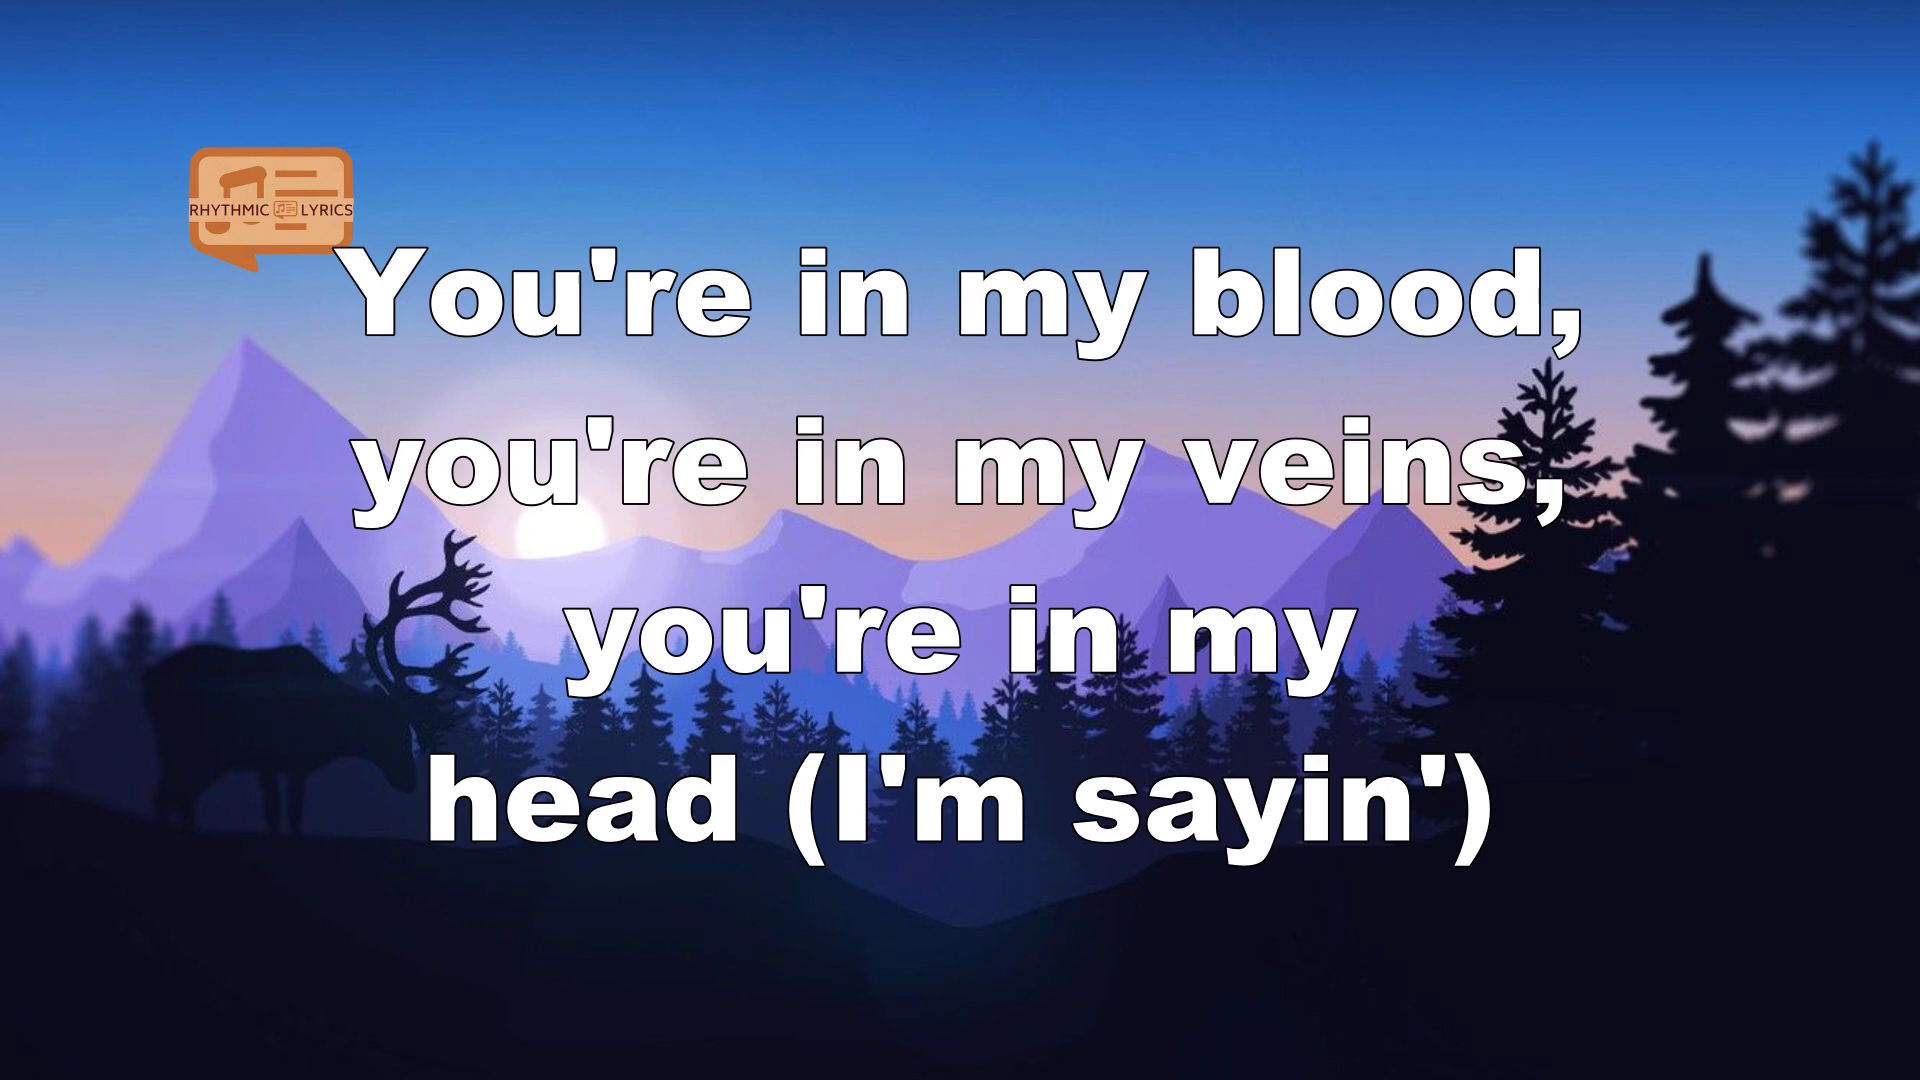 RHYTHMIC LYRICS
You're in my blood,
you're in my veins,
you're in my
head (I'm sayin')